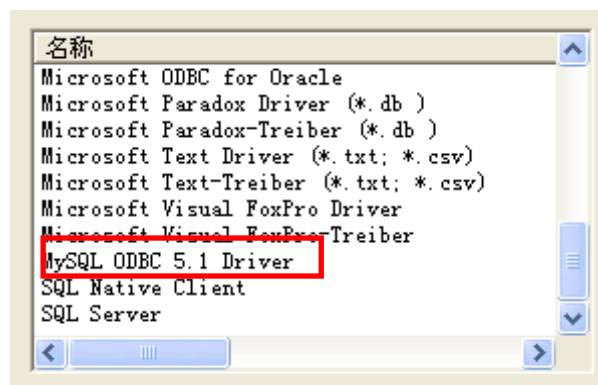 名称
Microsoft ODBC for Oracle
Microsoft Paradox Driver (*.db )
Microsoft Paradox-Treiber (*.db )
Microsoft Text Driver (*.txt; *.csv)
Microsoft Text-Treiber (*.txt; *.csv)
Microsoft Visual FoxPro Driver
Microsoft Visual FoxPro-Treiber
MySQL ODBC 5.1 Driver
SQL Native Client
SQL Server